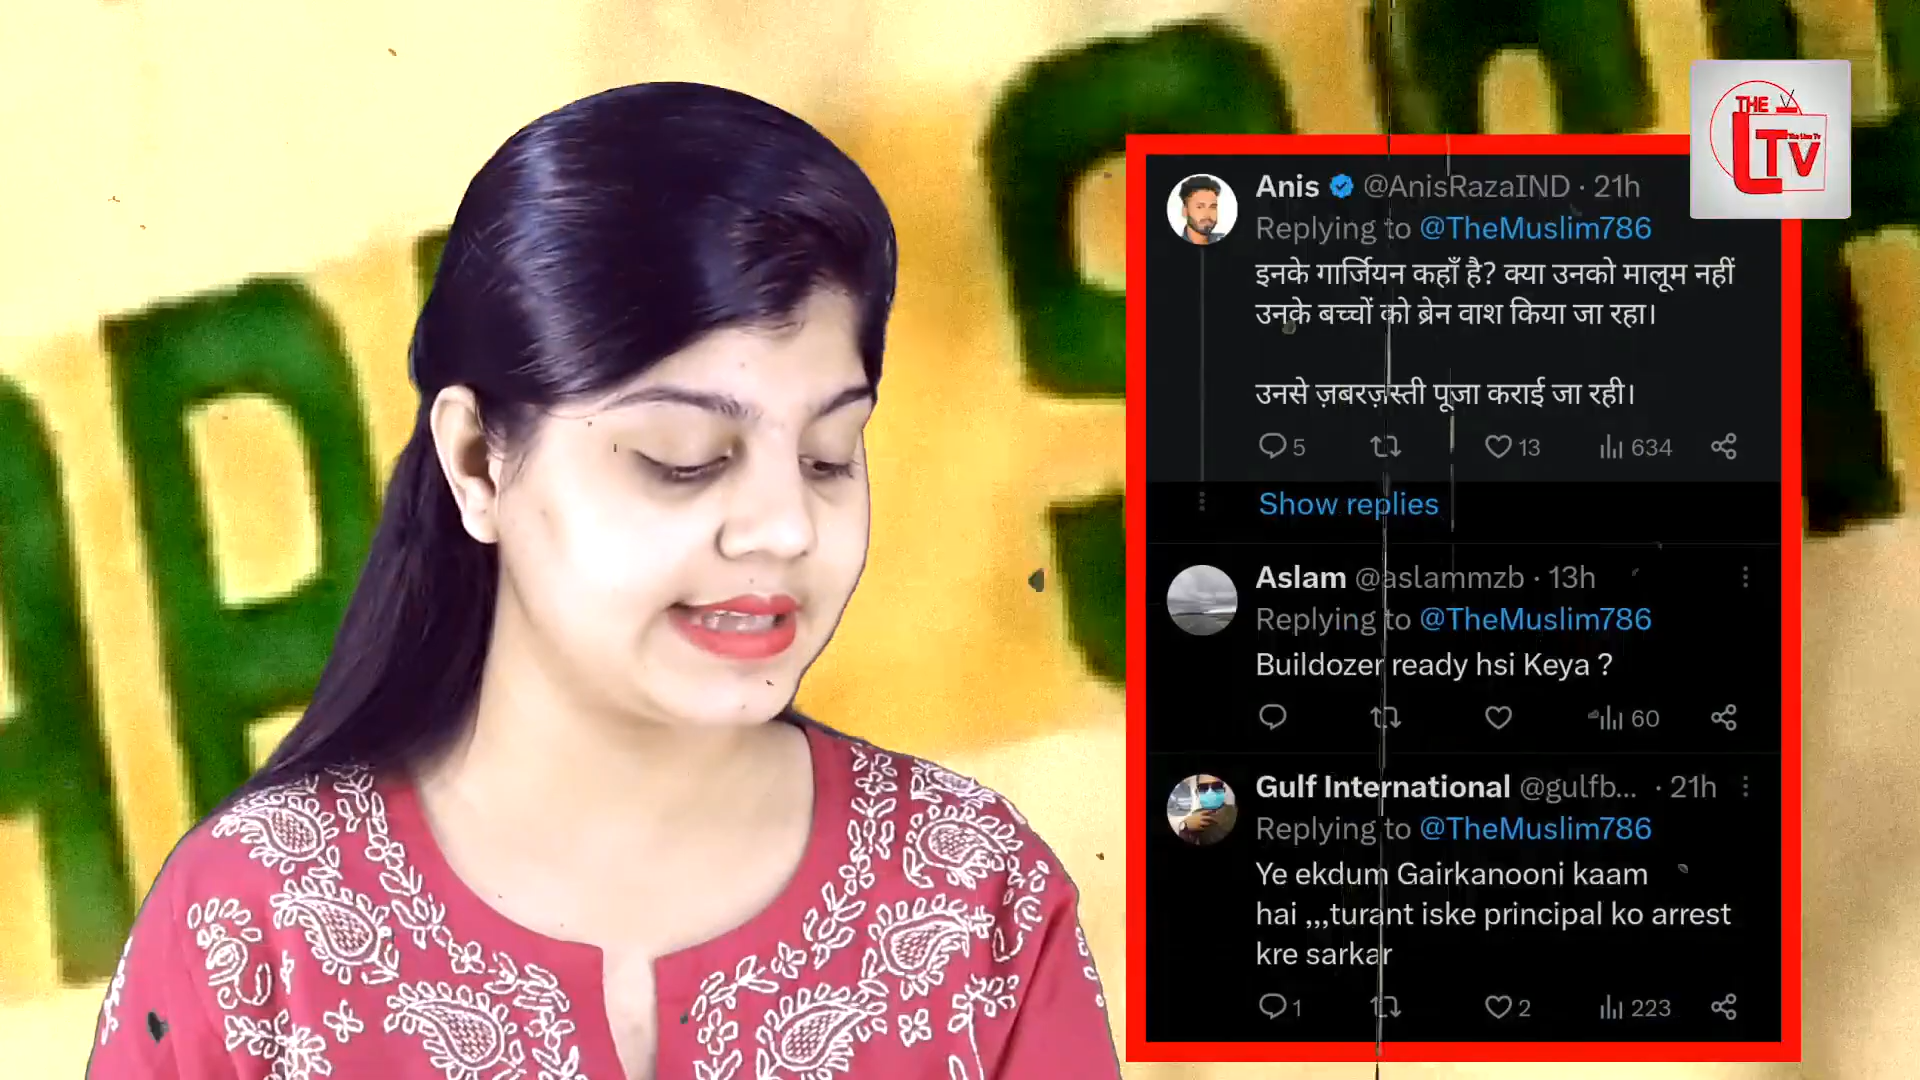 THE
The Live Tv
LTV
Anis @AnisRazaIND · 21h
Replying to @TheMuslim786
इनके गार्जियन कहाँ है? क्या उनको मालूम नहीं
उनके बच्चों को ब्रेन वाश किया जा रहा।
उनसे ज़बरज़स्ती पूजा कराई जा रही।
5 13 634
Show replies
Aslam @aslammzb · 13h
Replying to @TheMuslim786
Buildozer ready hsi Keya ?
60
Gulf International @gulfb... · 21h
Replying to @TheMuslim786
Ye ekdum Gairkanooni kaam
hai ,,,turant iske principal ko arrest
kre sarkar
1 2 223